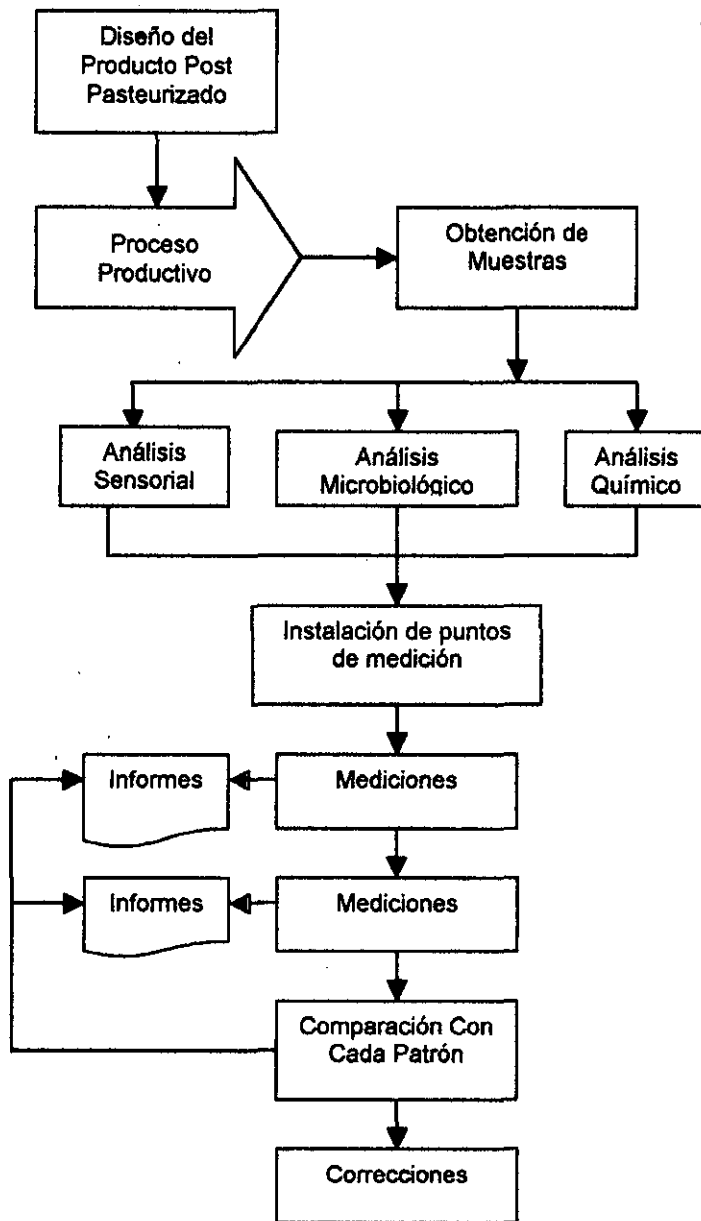 Diseño del
Producto Post
Pasteurizado
Proceso
Productivo
Obtención de
Muestras
Análisis
Sensorial
Análisis
Microbiológico
Análisis
Químico
Instalación de puntos
de medición
Informes
Mediciones
Informes
Mediciones
Comparación Con
Cada Patrón
Correcciones